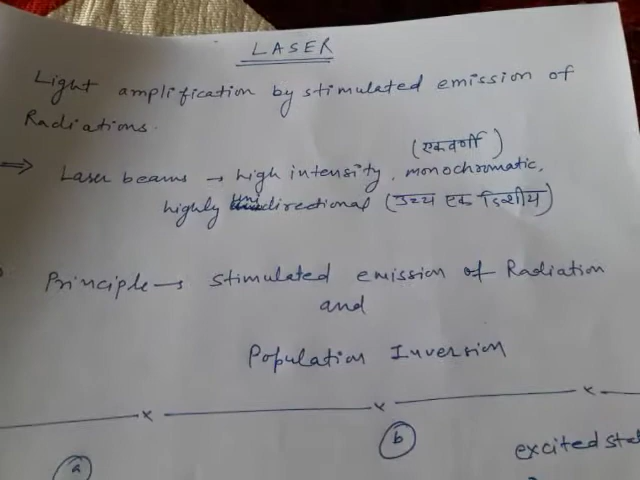 LASER
Light amplification by stimulated emission of
Radiations.
(एकवर्णी)
⇒ Laser beams → high intensity, monochromatic,
highly unidirectional (उच्य एक दिशीय)
Principle → stimulated emission of Radiation
and
Population Inversion
a
b
excited